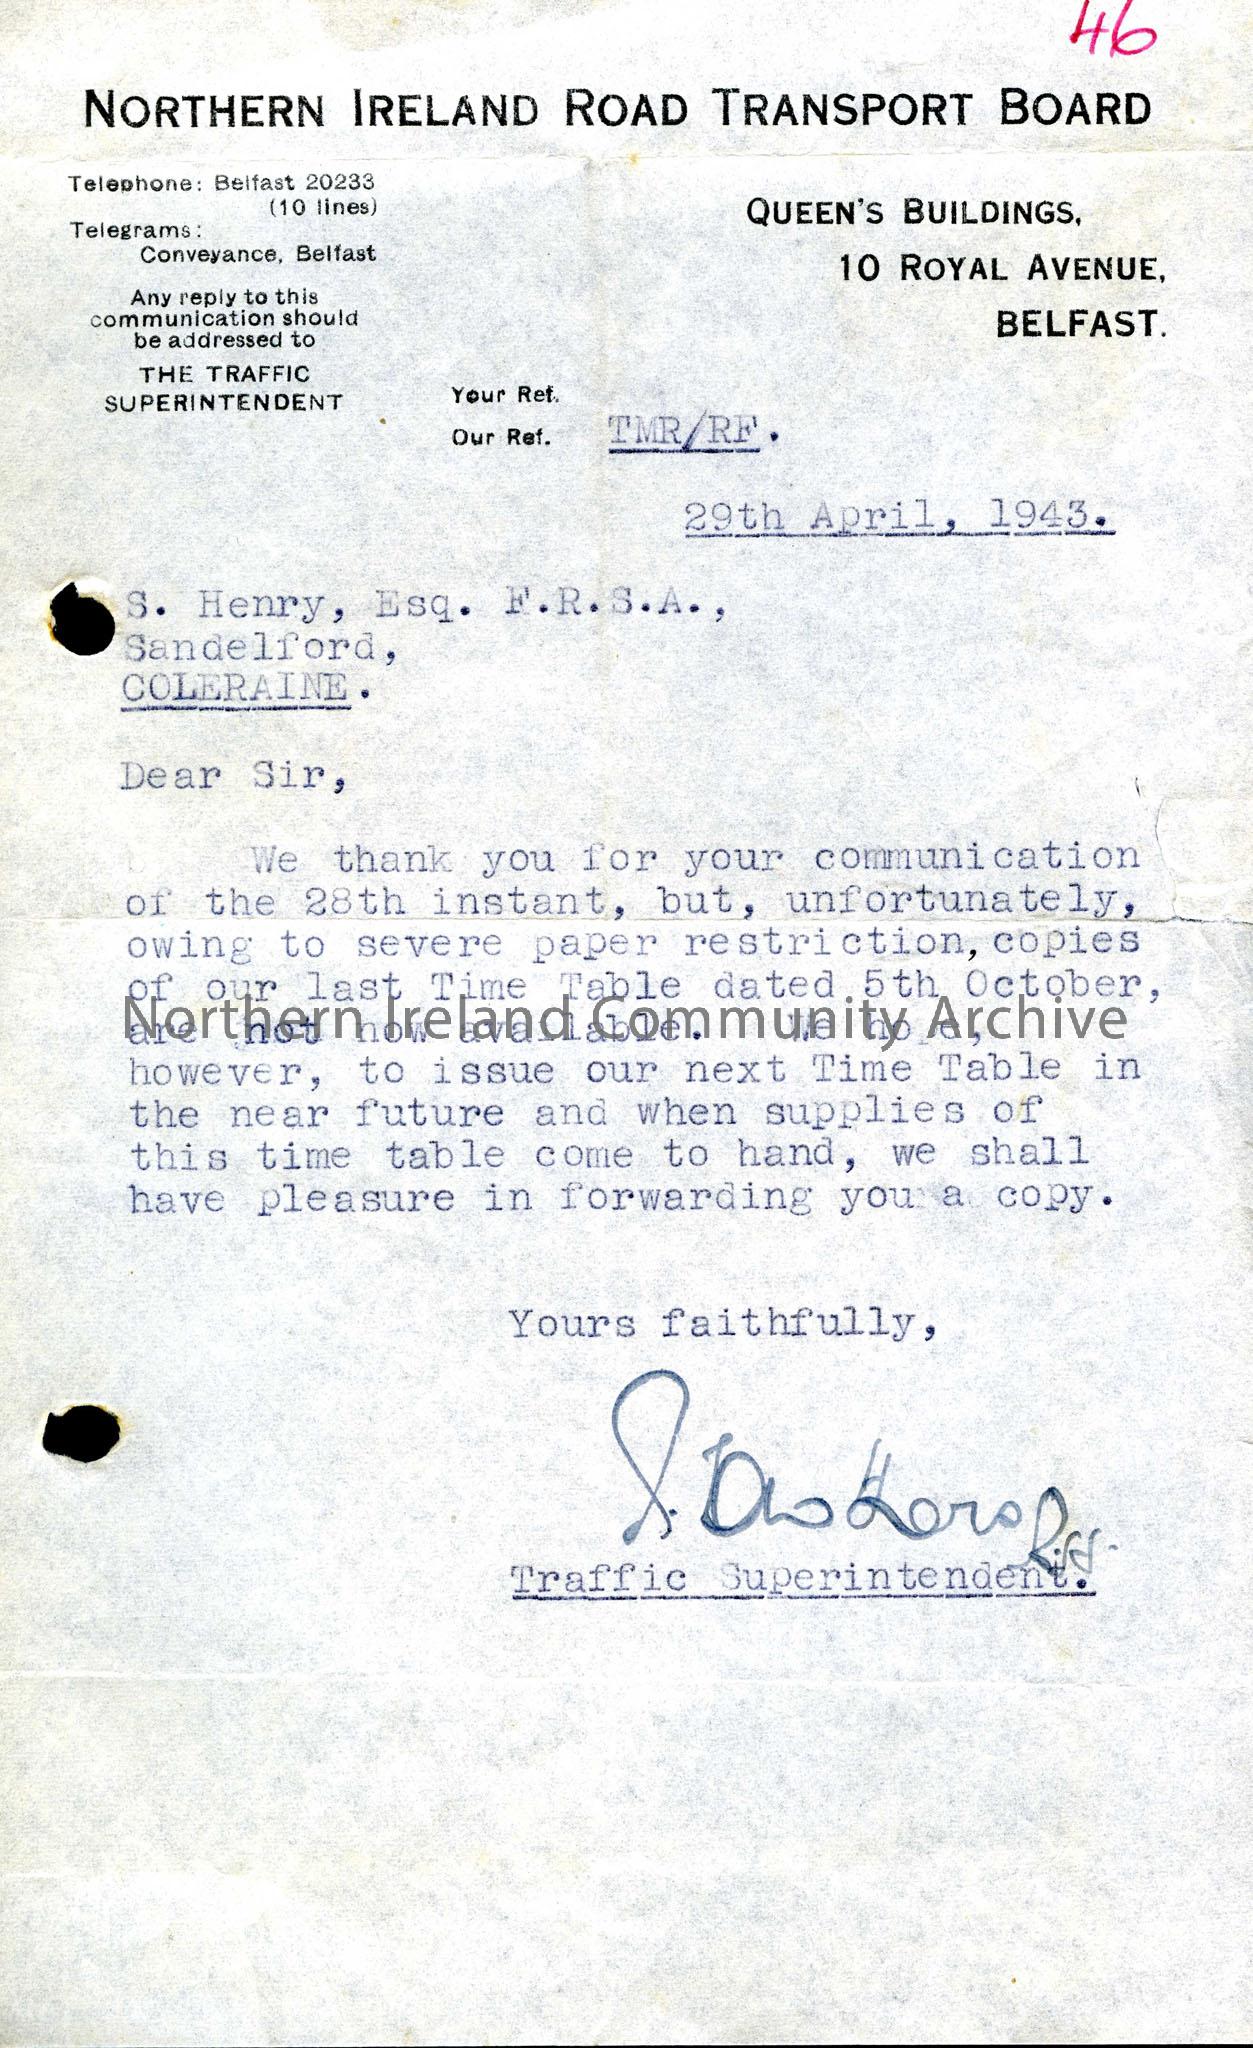 46
NORTHERN IRELAND ROAD TRANSPORT BOARD
Telephone: Belfast 20233
(10 lines)
Telegrams:
Conveyance, Belfast
Any reply to this
communication should
be addressed to
THE TRAFFIC
SUPERINTENDENT
QUEEN'S BUILDINGS,
10 ROYAL AVENUE,
BELFAST.
Your Ref.
Our Ref. TMR/RF.
29th April, 1943.
S. Henry, Esq. F.R.S.A.,
Sandelford,
COLERAINE.
Dear Sir,
We thank you for your communication
of the 28th instant, but, unfortunately,
owing to severe paper restriction, copies
of our last Time Table dated 5th October,
are not now available. We hope,
however, to issue our next Time Table in
the near future and when supplies of
this time table come to hand, we shall
have pleasure in forwarding you a copy.
Northern Ireland Community Archive
Yours faithfully,
Traffic Superintendent.